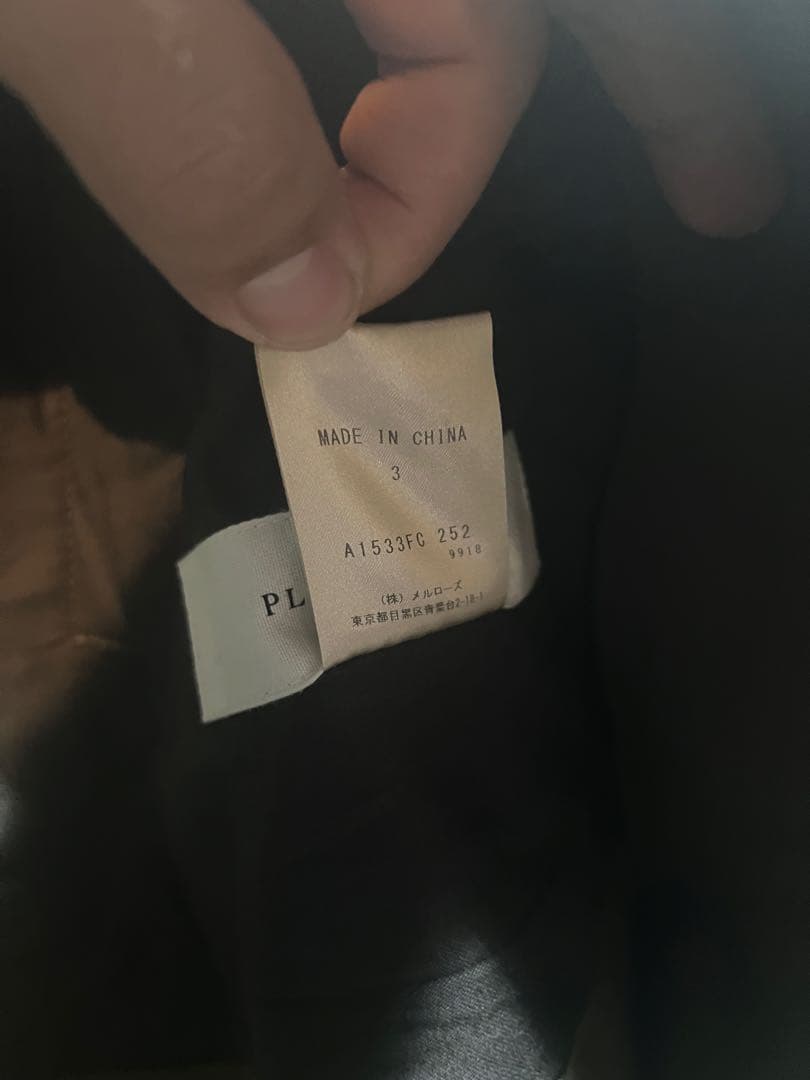 MADE IN CHINA
3
A1533FC 252
9918
(株) メルローズ
東京都目黒区青葉台2-18-1
PL